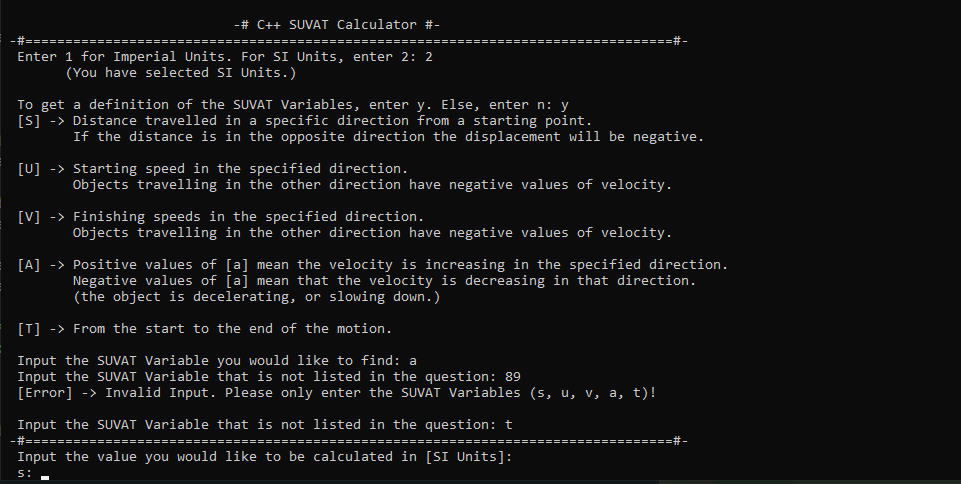 -# C++ SUVAT Calculator #-
-#=================================================================================#-
Enter 1 for Imperial Units. For SI Units, enter 2: 2
(You have selected SI Units.)
To get a definition of the SUVAT Variables, enter y. Else, enter n: y
[S] -> Distance travelled in a specific direction from a starting point.
If the distance is in the opposite direction the displacement will be negative.
[U] -> Starting speed in the specified direction.
Objects travelling in the other direction have negative values of velocity.
[V] -> Finishing speeds in the specified direction.
Objects travelling in the other direction have negative values of velocity.
[A] -> Positive values of [a] mean the velocity is increasing in the specified direction.
Negative values of [a] mean that the velocity is decreasing in that direction.
(the object is decelerating, or slowing down.)
[T] -> From the start to the end of the motion.
Input the SUVAT Variable you would like to find: a
Input the SUVAT Variable that is not listed in the question: 89
[Error] -> Invalid Input. Please only enter the SUVAT Variables (s, u, v, a, t)!
Input the SUVAT Variable that is not listed in the question: t
-#=================================================================================#-
Input the value you would like to be calculated in [SI Units]:
s: